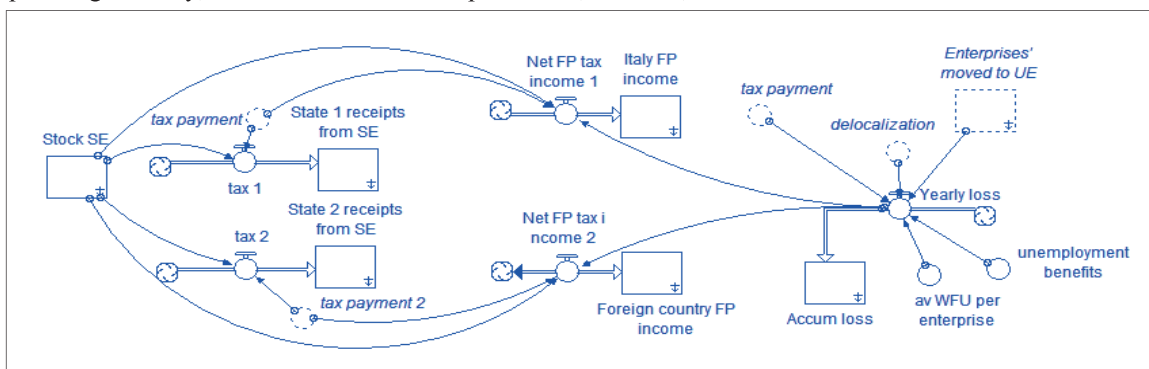 Net FP tax
income 1
Italy FP
income
Enterprises'
moved to UE
tax payment
State 1 receipts
from SE
tax payment
delocalization
Stock SE
tax 1
Yearly loss
State 2 receipts
from SE
tax 2
Net FP tax i
ncome 2
unemployment
benefits
tax payment 2
Foreign country FP
income
Accum loss
av WFU per
enterprise